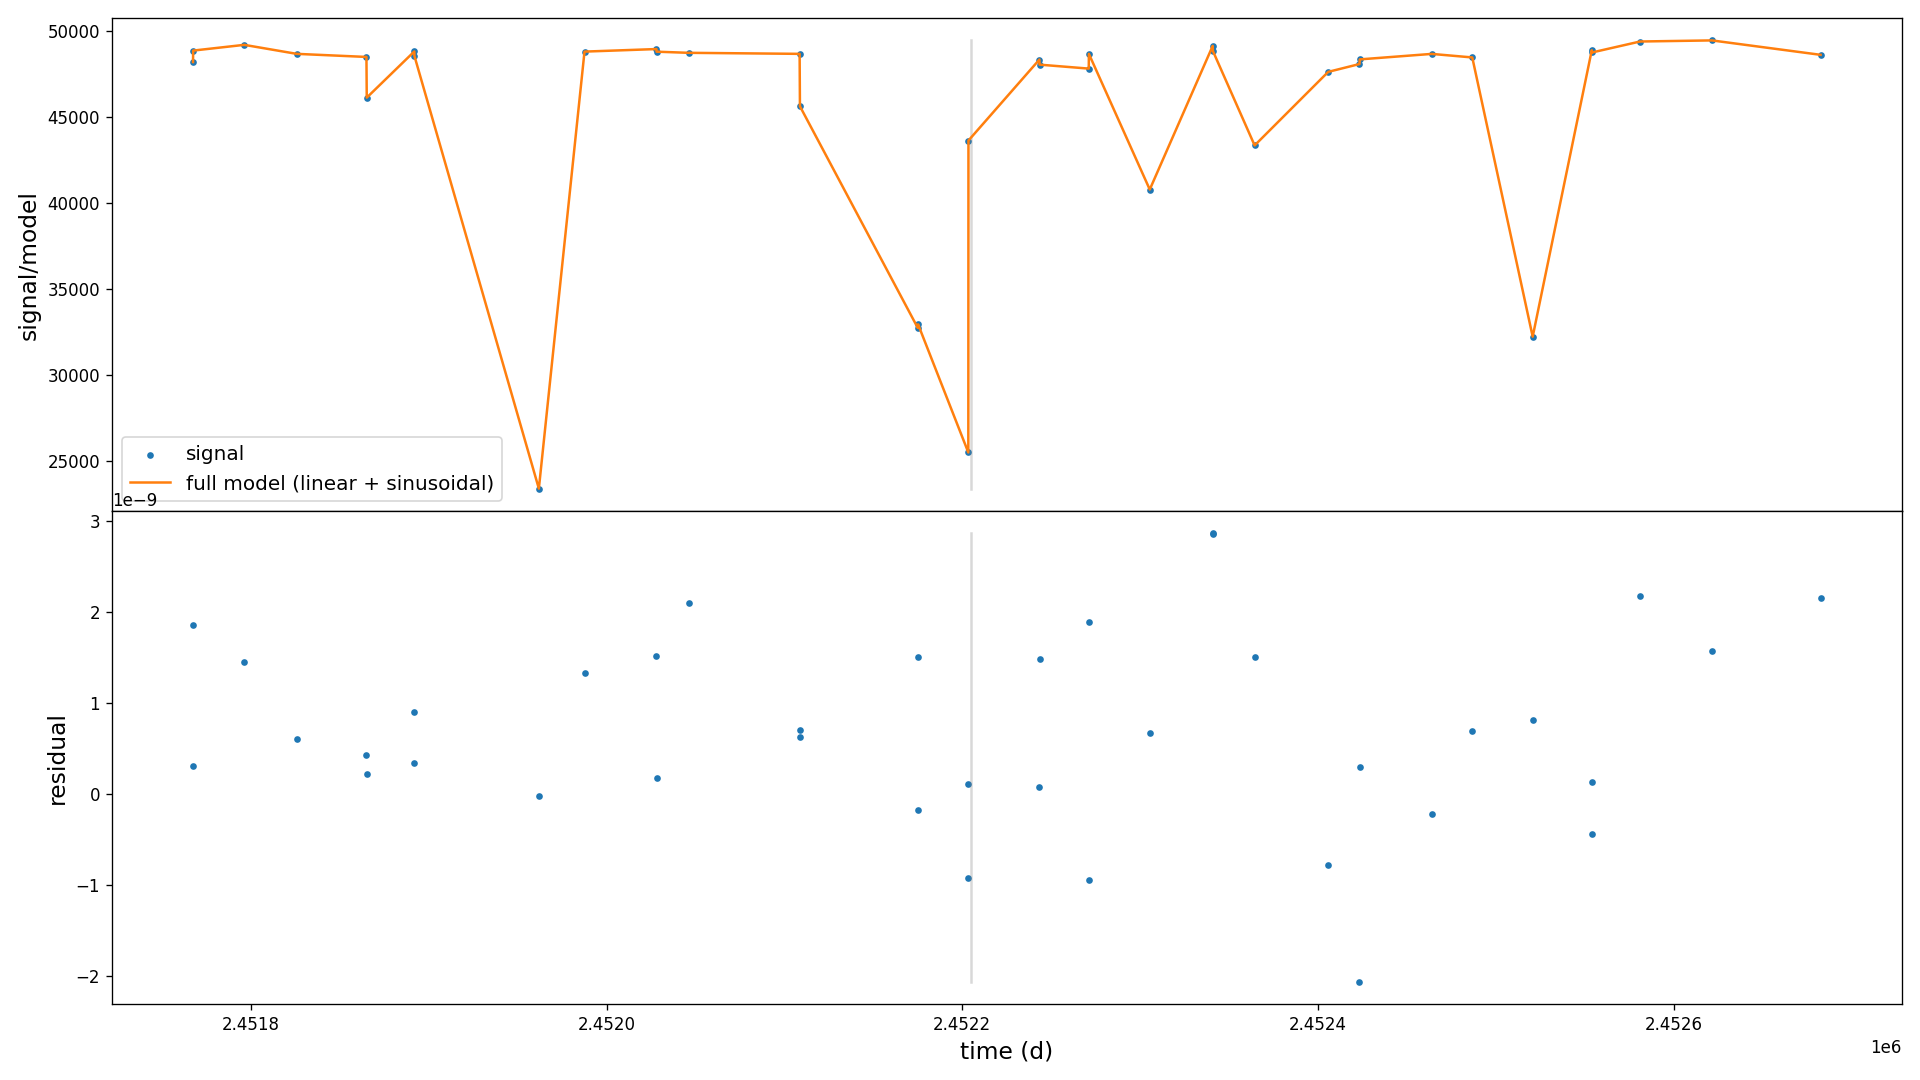 50000
45000
40000
35000
30000
25000
signal/model
signal
full model (linear + sinusoidal)
1e−9
3
2
1
0
−1
−2
residual
2.4518
2.4520
2.4522
2.4524
2.4526
time (d)
1e6